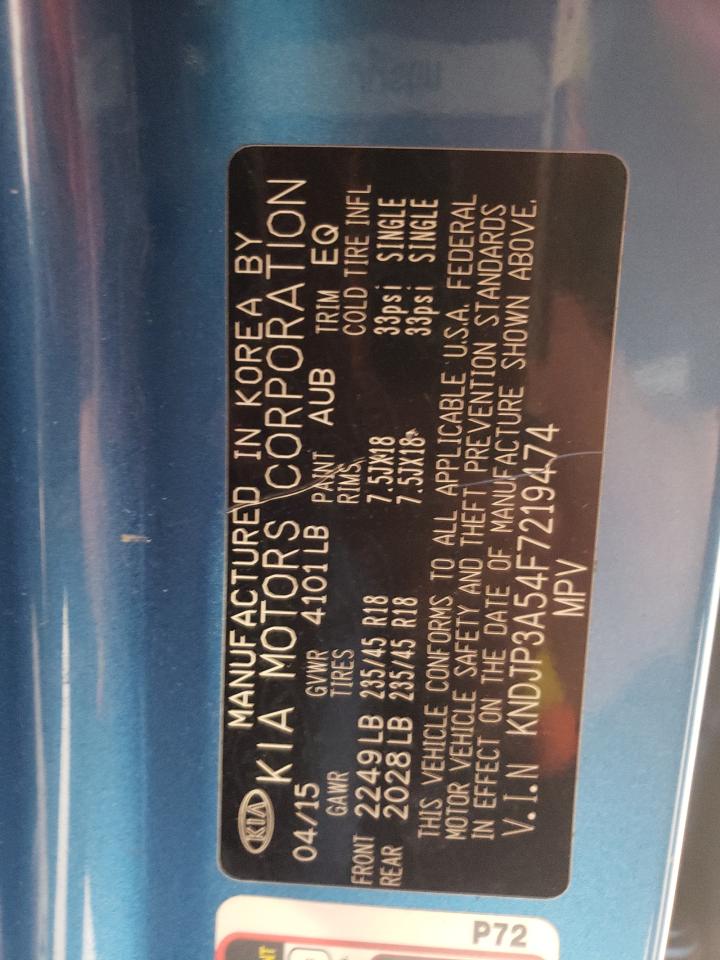 KIA
MANUFACTURED IN KOREA BY
KIA MOTORS CORPORATION
04/15 GVWR 4101LB PAINT AUB TRIM EQ
GAWR TIRES RIMS COLD TIRE INFL
FRONT 2249LB 235/45 R18 7.5JX18 33psi SINGLE
REAR 2028LB 235/45 R18 7.5JX18 33psi SINGLE
THIS VEHICLE CONFORMS TO ALL APPLICABLE U.S.A. FEDERAL
MOTOR VEHICLE SAFETY AND THEFT PREVENTION STANDARDS
IN EFFECT ON THE DATE OF MANUFACTURE SHOWN ABOVE.
V.I.N KNDJP3A54F7219474
MPV
P72